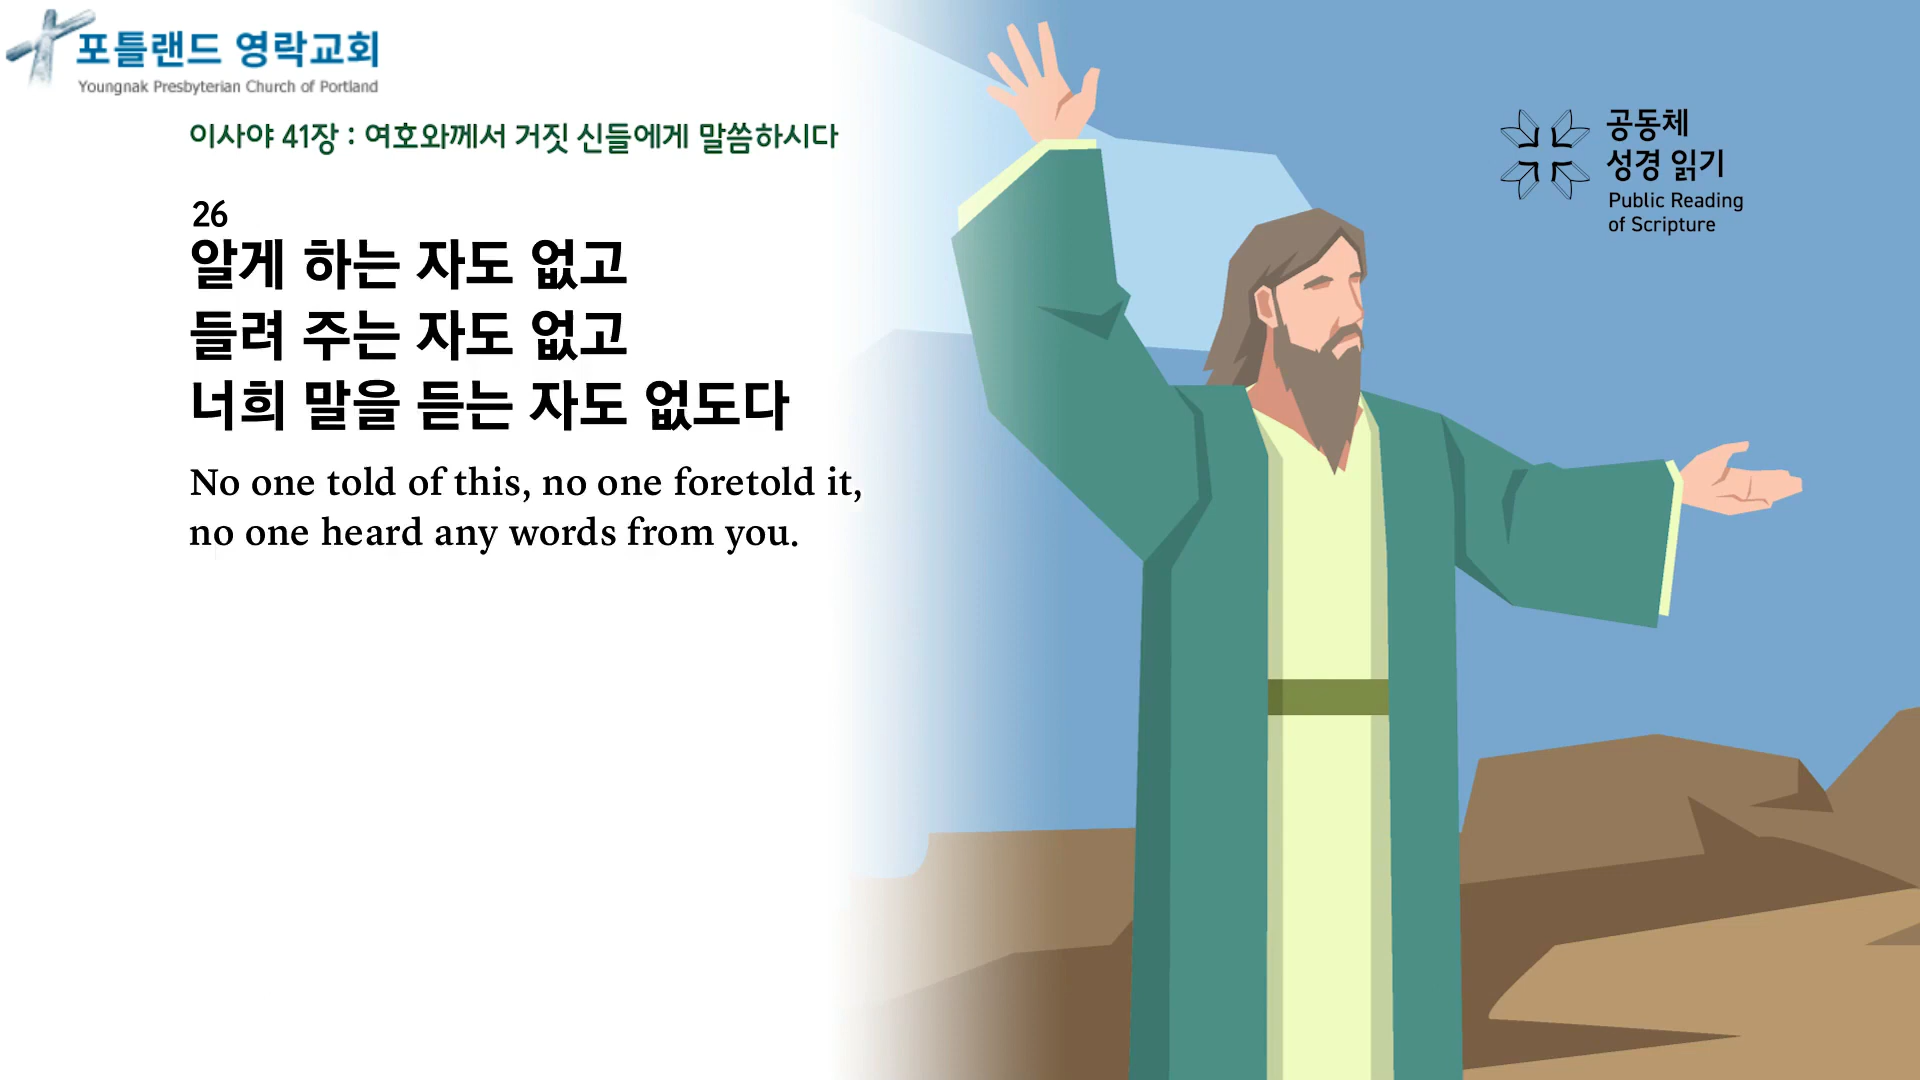 포틀랜드 영락교회
Youngnak Presbyterian Church of Portland
이사야 41장 : 여호와께서 거짓 신들에게 말씀하시다
26
알게 하는 자도 없고
들려 주는 자도 없고
너희 말을 듣는 자도 없도다
No one told of this, no one foretold it,
no one heard any words from you.
공동체
성경 읽기
Public Reading
of Scripture